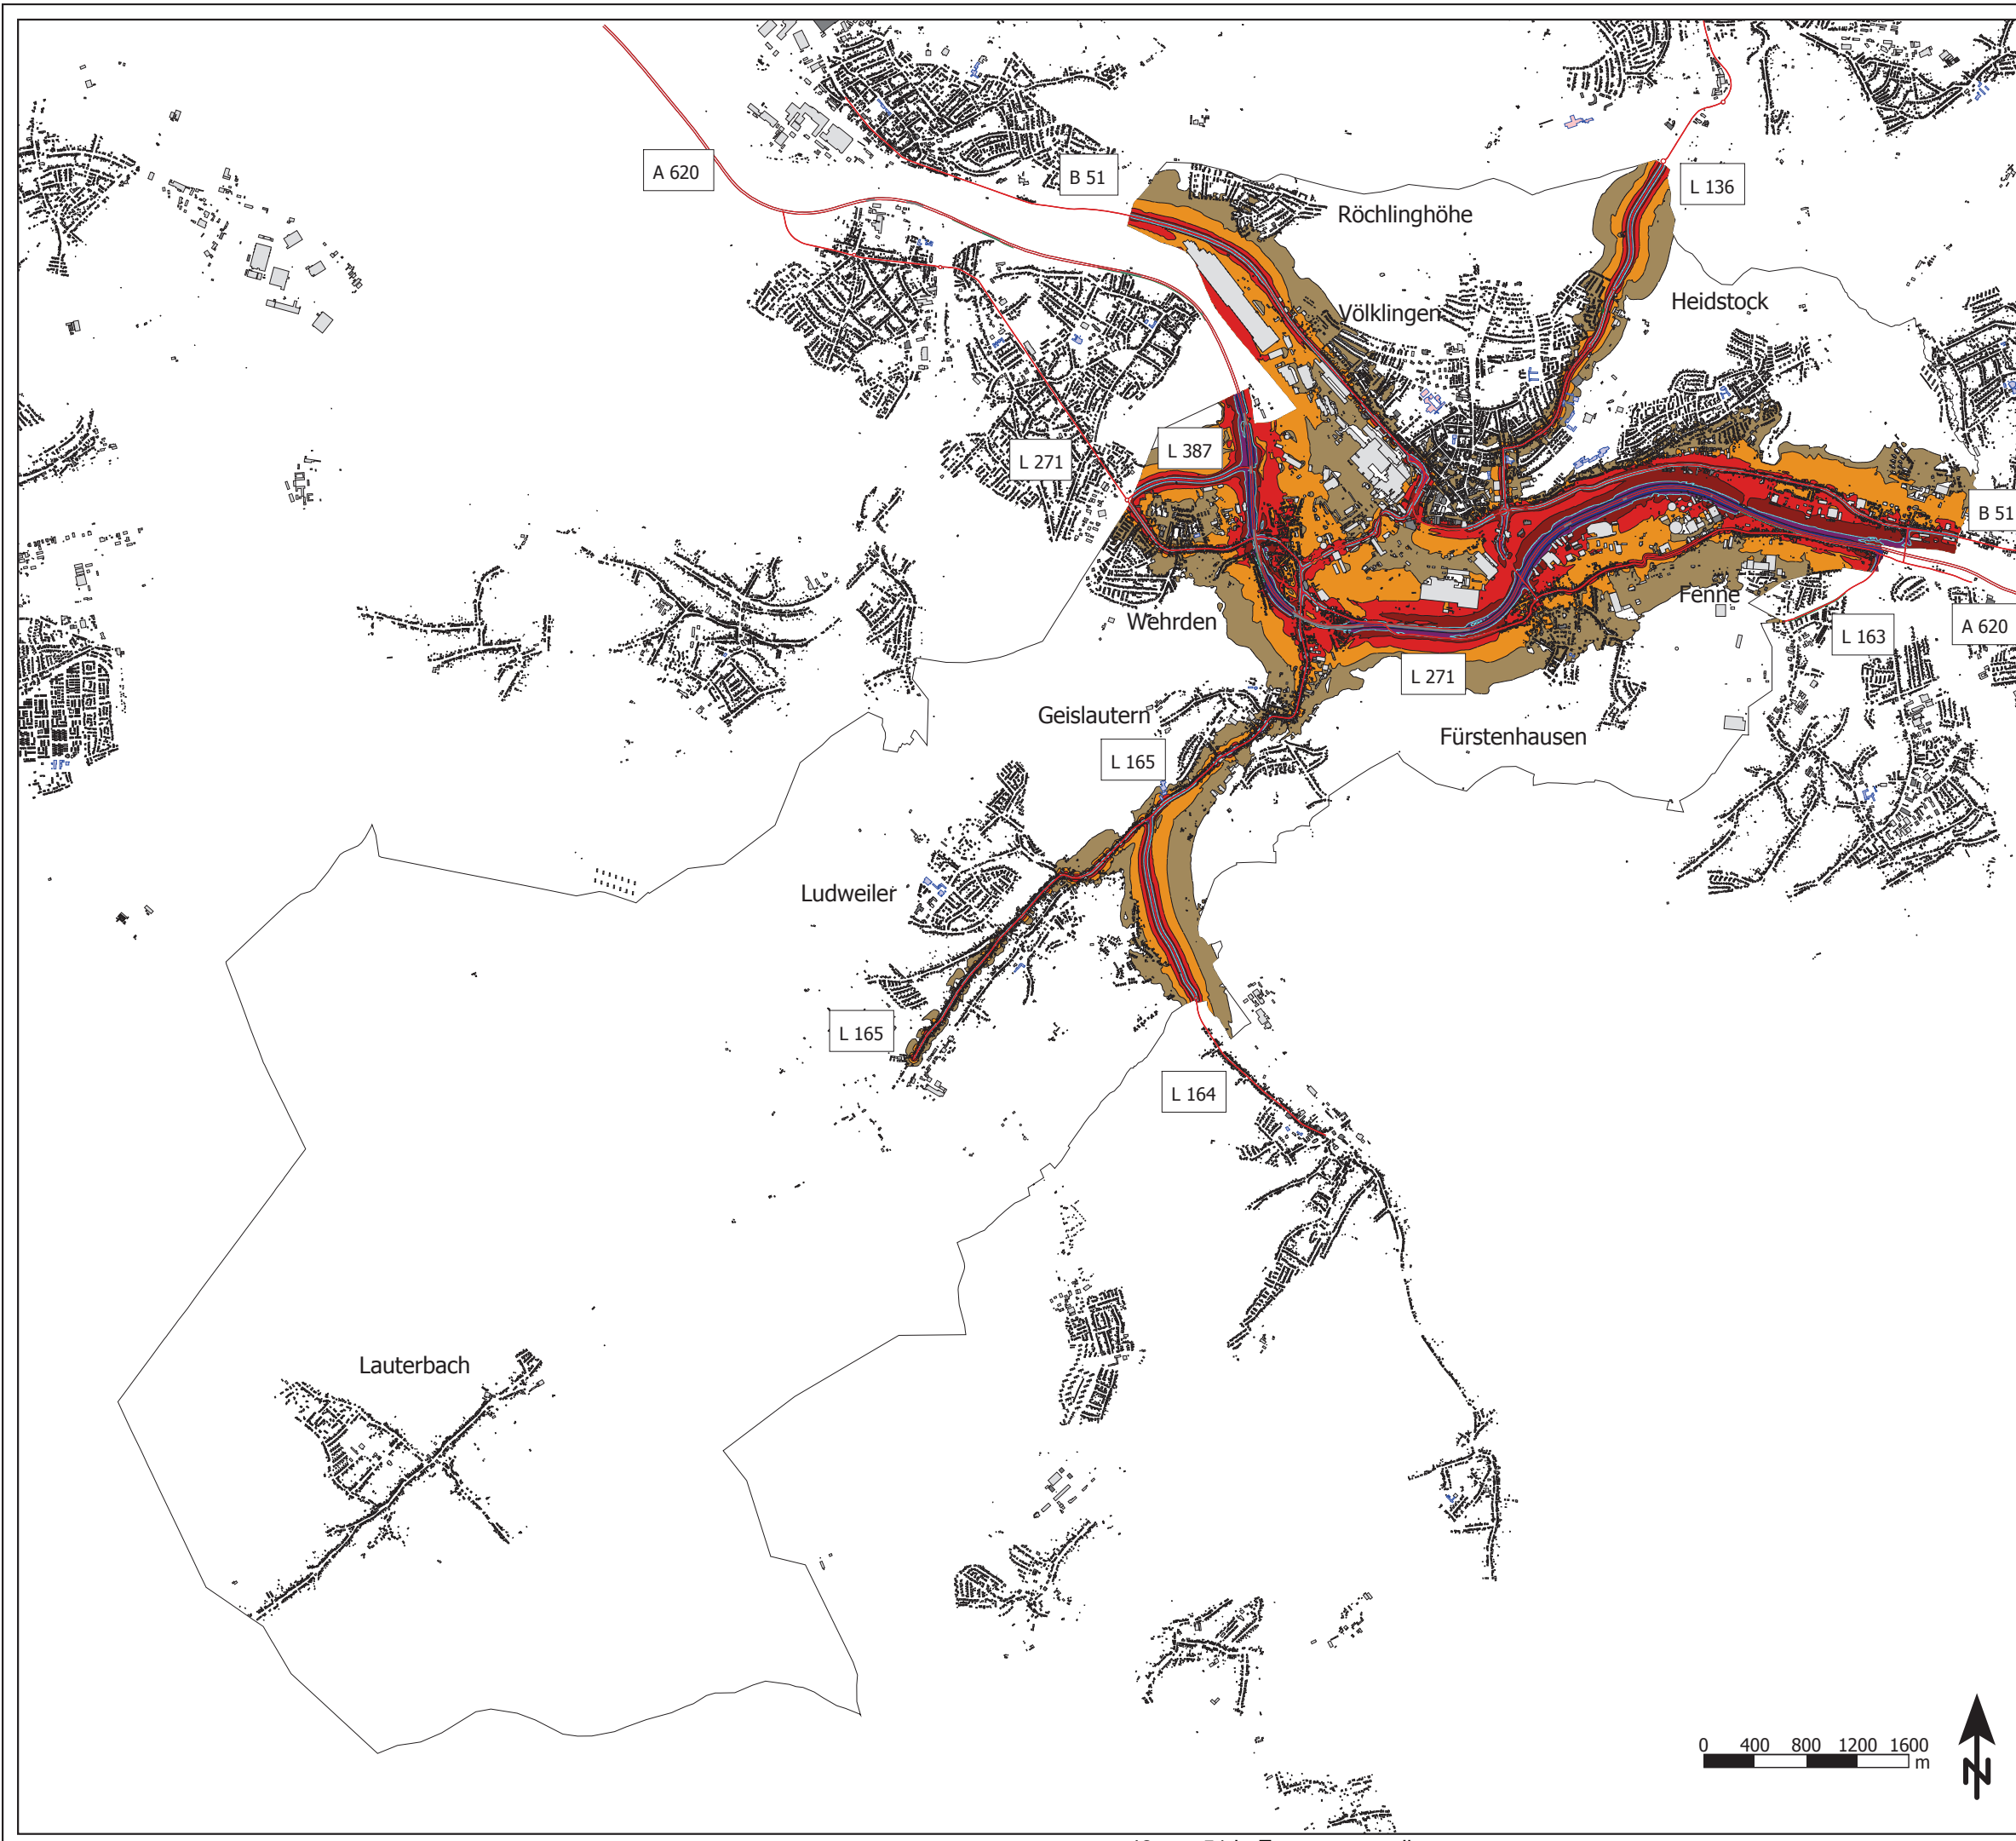 A 620
B 51
L 136
Röchlinghöhe
Heidstock
Völklingen
L 387
L 271
B 51
Fenne
Wehrden
L 163
A 620
L 271
Geislautern
Fürstenhausen
L 165
Ludweiler
L 165
L 164
Lauterbach
0 400 800 1200 1600
m
N